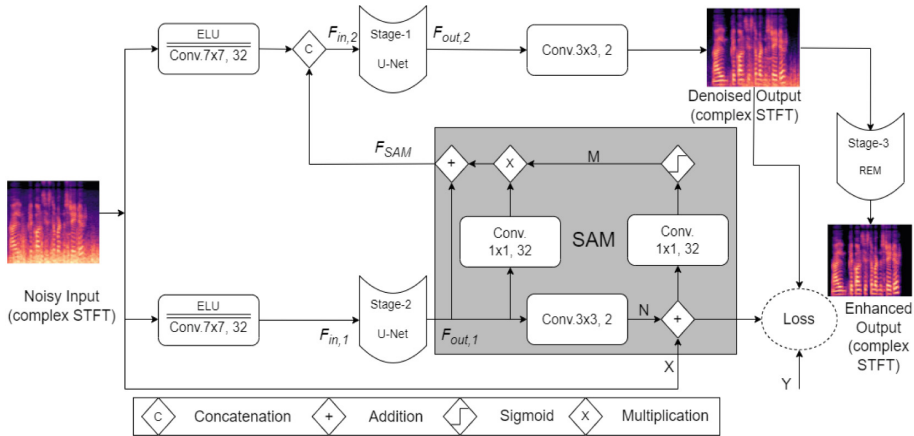 ELU
Conv.7x7, 32
C
F_in,2
Stage-1
U-Net
F_out,2
Conv.3x3, 2
Denoised Output
(complex STFT)
Stage-3
REM
F_SAM
+
X
M
Conv.
1x1, 32
SAM
Conv.
1x1, 32
Noisy Input
(complex STFT)
ELU
Conv.7x7, 32
F_in,1
Stage-2
U-Net
F_out,1
Conv.3x3, 2
N
+
X
Loss
Y
Enhanced
Output
(complex
STFT)
C Concatenation + Addition Sigmoid X Multiplication